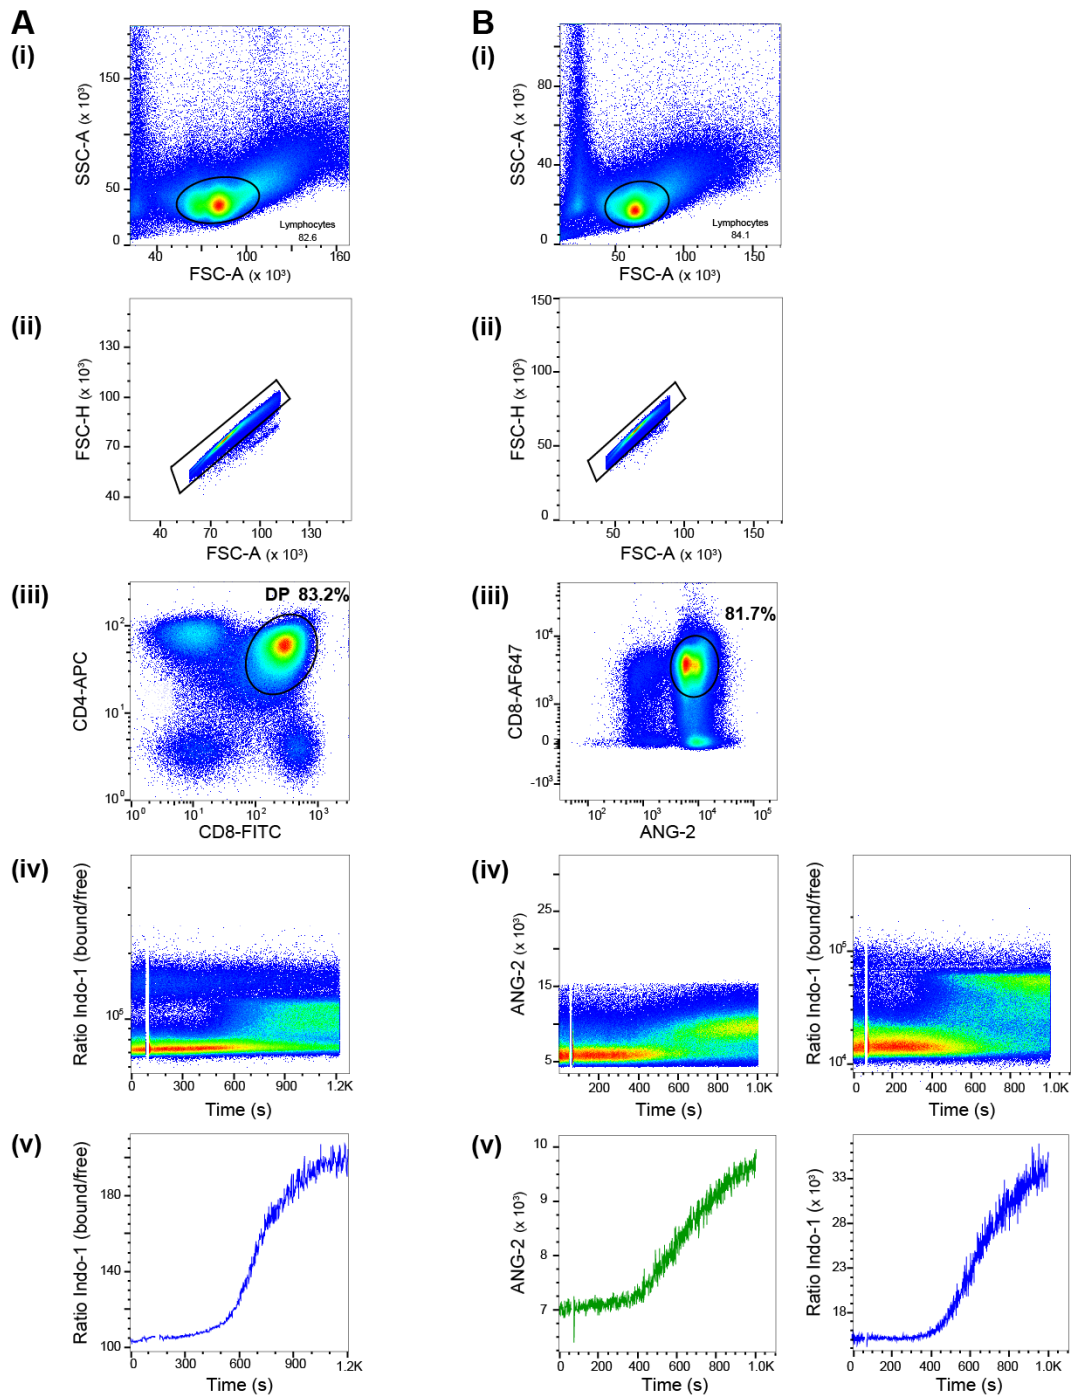 A
(i)
SSC-A (x 10³)
150
100
50
0
Lymphocytes
82.6
40
100
160
FSC-A (x 10³)
(ii)
FSC-H (x 10³)
130
100
70
40
40
70
100
130
FSC-A (x 10³)
(iii)
DP 83.2%
CD4-APC
10²
10¹
10⁰
10⁰
10¹
10²
10³
CD8-FITC
(iv)
Ratio Indo-1 (bound/free)
10⁵
0
300
600
900
1.2K
Time (s)
(v)
Ratio Indo-1 (bound/free)
180
140
100
0
300
600
900
1.2K
Time (s)
B
(i)
SSC-A (x 10³)
80
40
20
0
Lymphocytes
84.1
50
100
150
FSC-A (x 10³)
(ii)
FSC-H (x 10³)
150
100
50
0
50
100
150
FSC-A (x 10³)
(iii)
81.7%
CD8-AF647
10⁴
10³
0
-10³
10²
10³
10⁴
10⁵
ANG-2
(iv)
ANG-2 (x 10³)
25
15
5
200
400
600
800
1.0K
Time (s)
Ratio Indo-1 (bound/free)
10⁵
10⁴
0
200
400
600
800
1.0K
Time (s)
(v)
ANG-2 (x 10³)
10
9
8
7
0
200
400
600
800
1.0K
Time (s)
Ratio Indo-1 (x 10³)
33
28
23
18
0
200
400
600
800
1.0K
Time (s)